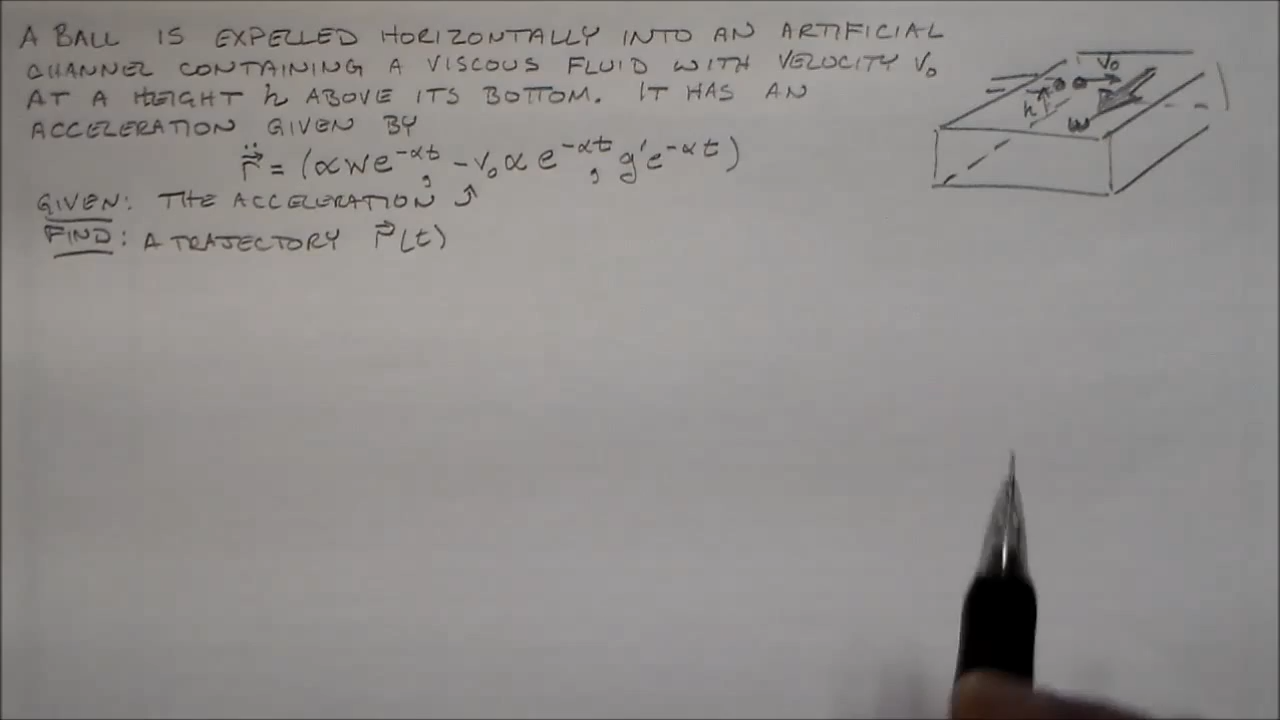 A BALL IS EXPELLED HORIZONTALLY INTO AN ARTIFICIAL
CHANNEL CONTAINING A VISCOUS FLUID WITH VELOCITY V₀
AT A HEIGHT h ABOVE ITS BOTTOM. IT HAS AN
ACCELERATION GIVEN BY
r⃗̈ = (αwe^{-αt}, -v₀αe^{-αt}, g'e^{-αt})
GIVEN: THE ACCELERATION
FIND: A TRAJECTORY r⃗(t)
V₀
h
w